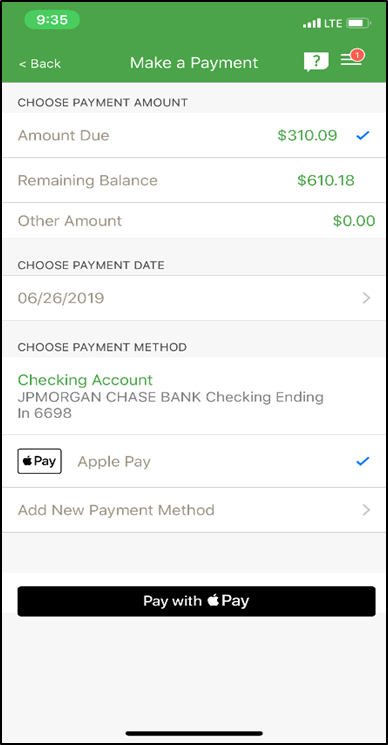 9:35 LTE
< Back Make a Payment ? 1
CHOOSE PAYMENT AMOUNT
Amount Due $310.09
Remaining Balance $610.18
Other Amount $0.00
CHOOSE PAYMENT DATE
06/26/2019
CHOOSE PAYMENT METHOD
Checking Account
JPMORGAN CHASE BANK Checking Ending
In 6698
Pay Apple Pay
Add New Payment Method
Pay with Pay